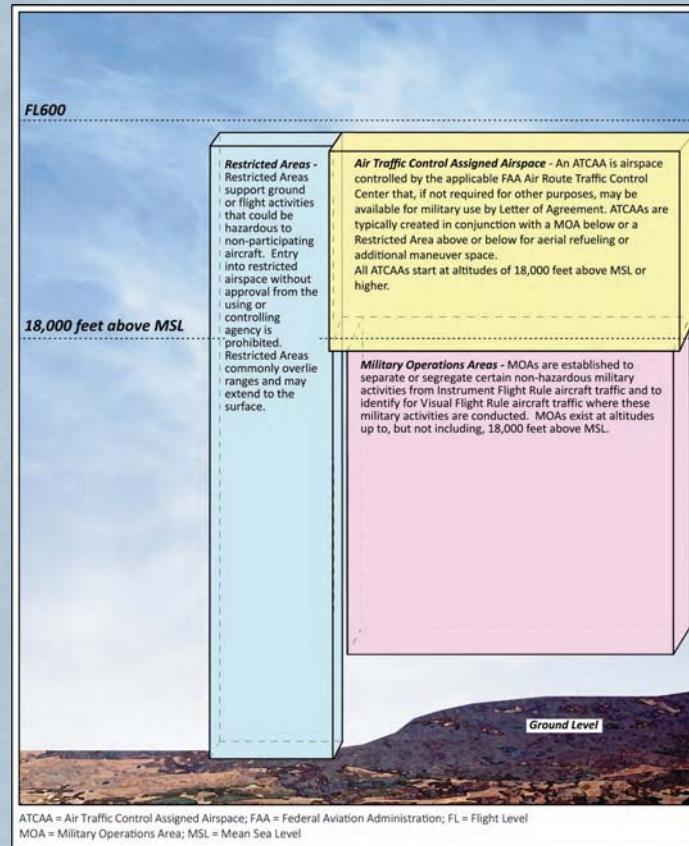 FL600
Restricted Areas -
Restricted Areas
support ground
or flight activities
that could be
hazardous to
non-participating
aircraft. Entry
into restricted
airspace without
approval from the
using or
controlling
agency is
prohibited.
Restricted Areas
commonly overlie
ranges and may
extend to the
surface.
Air Traffic Control Assigned Airspace - An ATCAA is airspace
controlled by the applicable FAA Air Route Traffic Control
Center that, if not required for other purposes, may be
available for military use by Letter of Agreement. ATCAAs are
typically created in conjunction with a MOA below or a
Restricted Area above or below for aerial refueling or
additional maneuver space.
All ATCAAs start at altitudes of 18,000 feet above MSL or
higher.
18,000 feet above MSL
Military Operations Areas - MOAs are established to
separate or segregate certain non-hazardous military
activities from Instrument Flight Rule aircraft traffic and to
identify for Visual Flight Rule aircraft traffic where these
military activities are conducted. MOAs exist at altitudes
up to, but not including, 18,000 feet above MSL.
Ground Level
ATCAA = Air Traffic Control Assigned Airspace; FAA = Federal Aviation Administration; FL = Flight Level
MOA = Military Operations Area; MSL = Mean Sea Level